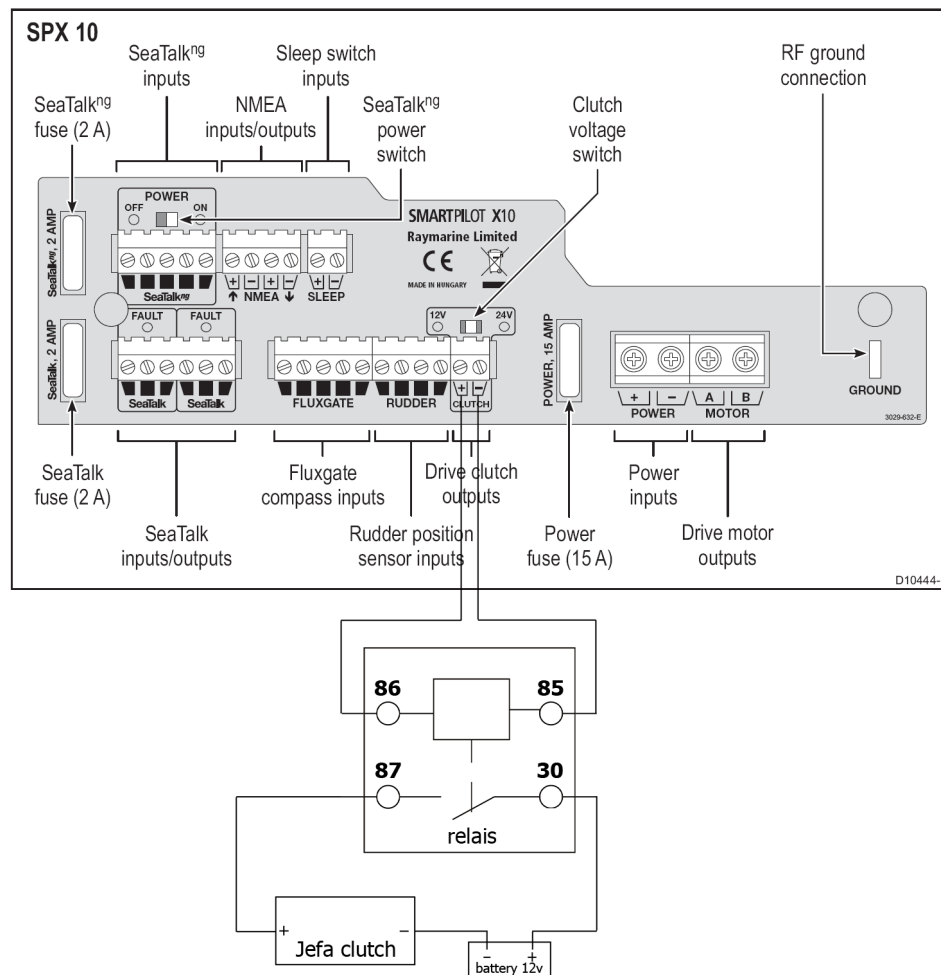 SPX 10
SeaTalkng
inputs
Sleep switch
inputs
RF ground
connection
SeaTalkng
fuse (2 A)
NMEA
inputs/outputs
SeaTalkng
power
switch
Clutch
voltage
switch
SeaTalkng, 2 AMP
POWER
OFF
ON
SeaTalkng
+ − + −
NMEA
+ −
SLEEP
SMARTPILOT X10
Raymarine Limited
CE
MADE IN HUNGARY
SeaTalk, 2 AMP
FAULT
FAULT
SeaTalk
SeaTalk
FLUXGATE
RUDDER
12V
24V
+ −
CLUTCH
POWER, 15 AMP
+ −
POWER
A B
MOTOR
GROUND
3029-632-E
SeaTalk
fuse (2 A)
SeaTalk
inputs/outputs
Fluxgate
compass inputs
Rudder position
sensor inputs
Drive clutch
outputs
Power
fuse (15 A)
Power
inputs
Drive motor
outputs
D10444-
86
85
87
30
relais
+ −
Jefa clutch
− +
battery 12v